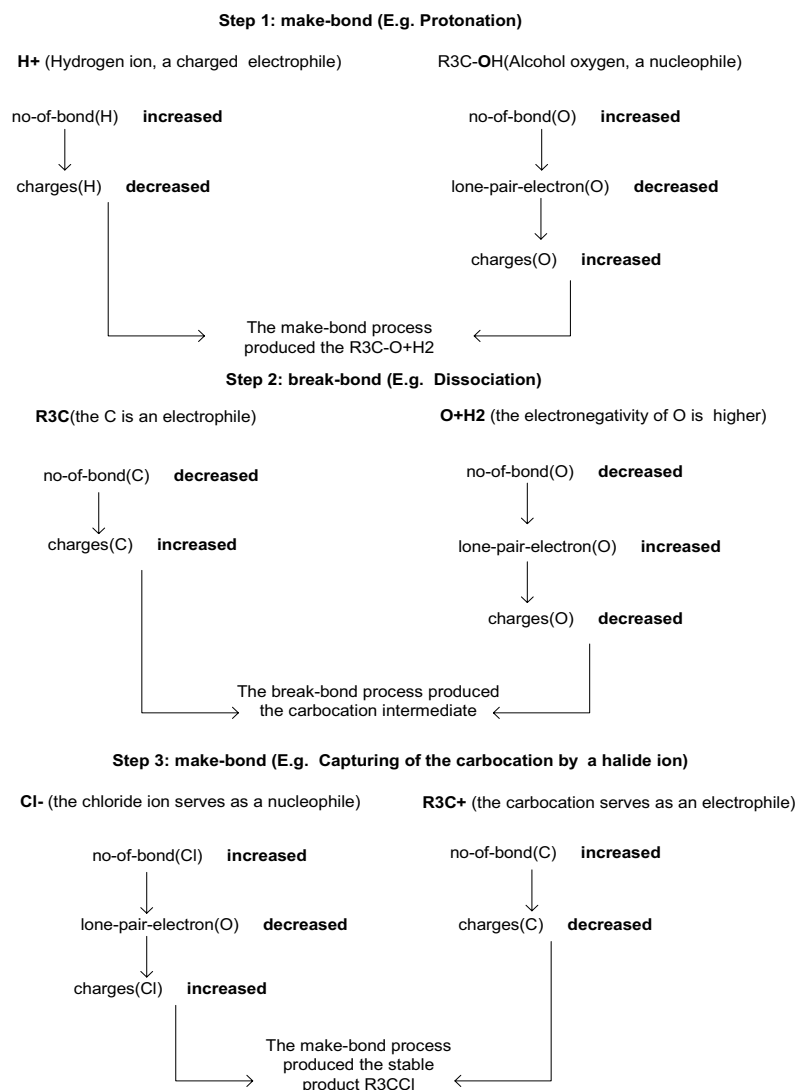 Step 1: make-bond (E.g. Protonation)
H+ (Hydrogen ion, a charged electrophile)
R3C-OH(Alcohol oxygen, a nucleophile)
no-of-bond(H) increased
charges(H) decreased
no-of-bond(O) increased
lone-pair-electron(O) decreased
charges(O) increased
The make-bond process
produced the R3C-O+H2
Step 2: break-bond (E.g. Dissociation)
R3C(the C is an electrophile)
O+H2 (the electronegativity of O is higher)
no-of-bond(C) decreased
charges(C) increased
no-of-bond(O) decreased
lone-pair-electron(O) increased
charges(O) decreased
The break-bond process produced
the carbocation intermediate
Step 3: make-bond (E.g. Capturing of the carbocation by a halide ion)
Cl- (the chloride ion serves as a nucleophile)
R3C+ (the carbocation serves as an electrophile)
no-of-bond(Cl) increased
lone-pair-electron(O) decreased
charges(Cl) increased
no-of-bond(C) increased
charges(C) decreased
The make-bond process
produced the stable
product R3CCl